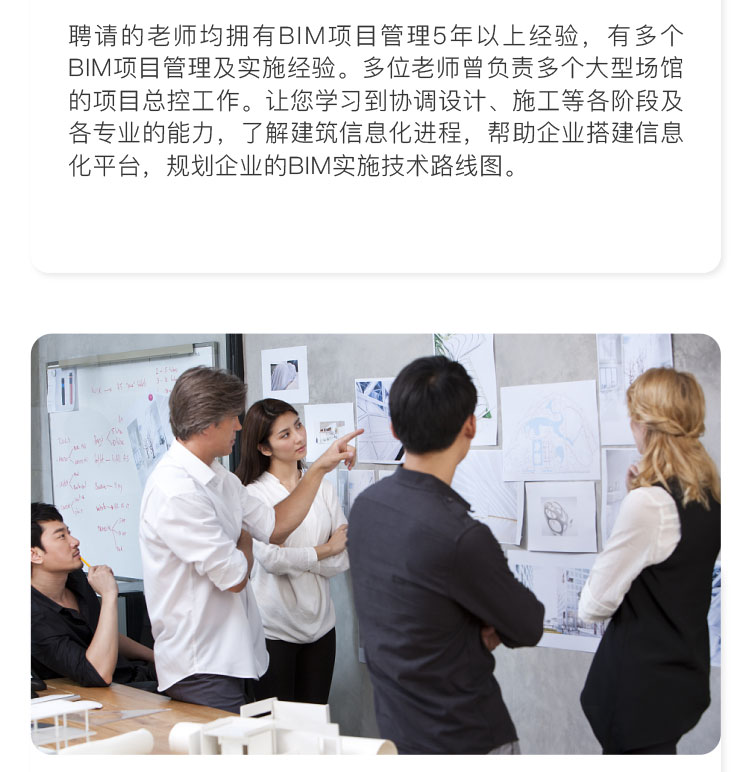 聘请的老师均拥有BIM项目管理5年以上经验，有多个
BIM项目管理及实施经验。多位老师曾负责多个大型场馆
的项目总控工作。让您学习到协调设计、施工等各阶段及
各专业的能力，了解建筑信息化进程，帮助企业搭建信息
化平台，规划企业的BIM实施技术路线图。